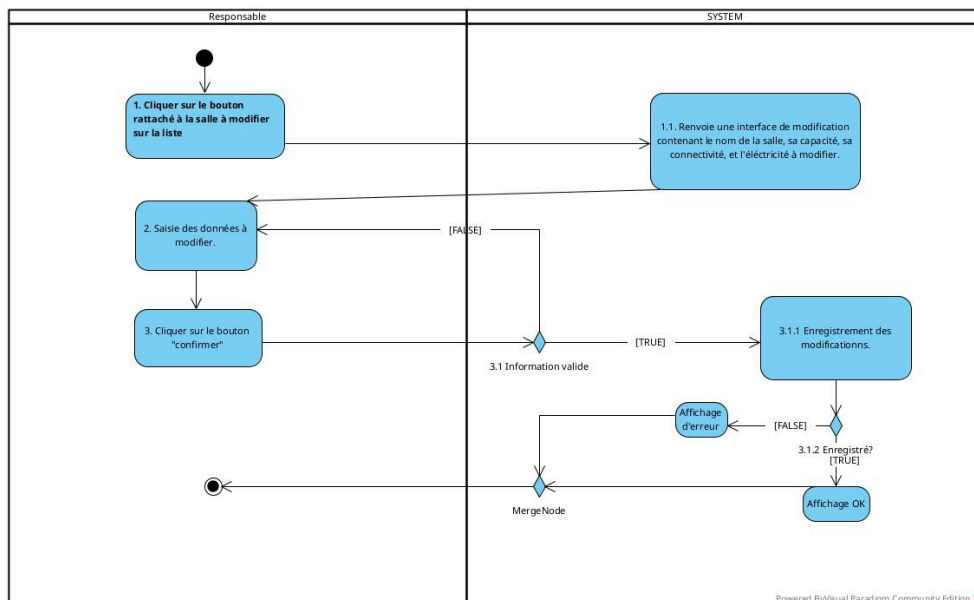 Responsable
SYSTEM
1. Cliquer sur le bouton
rattaché à la salle à modifier
sur la liste
1.1. Renvoie une interface de modification
contenant le nom de la salle, sa capacité, sa
connectivité, et l'éléctricité à modifier.
2. Saisie des données à
modifier.
[FALSE]
3. Cliquer sur le bouton
"confirmer"
3.1 Information valide
[TRUE]
3.1.1 Enregistrement des
modificationns.
Affichage
d'erreur
[FALSE]
3.1.2 Enregistré?
[TRUE]
Affichage OK
MergeNode
Powered ByVisual Paradigm Community Edition